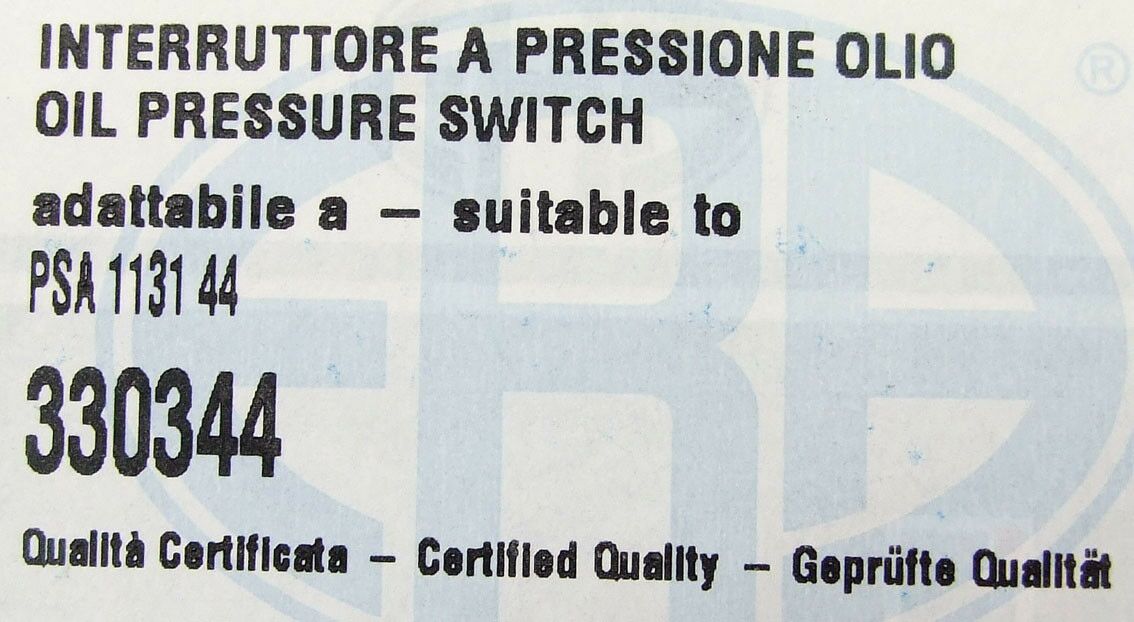 INTERRUTTORE A PRESSIONE OLIO
OIL PRESSURE SWITCH
adattabile a – suitable to
PSA 1131 44
330344
Qualità Certificata – Certified Quality – Geprüfte Qualität
ERA ®